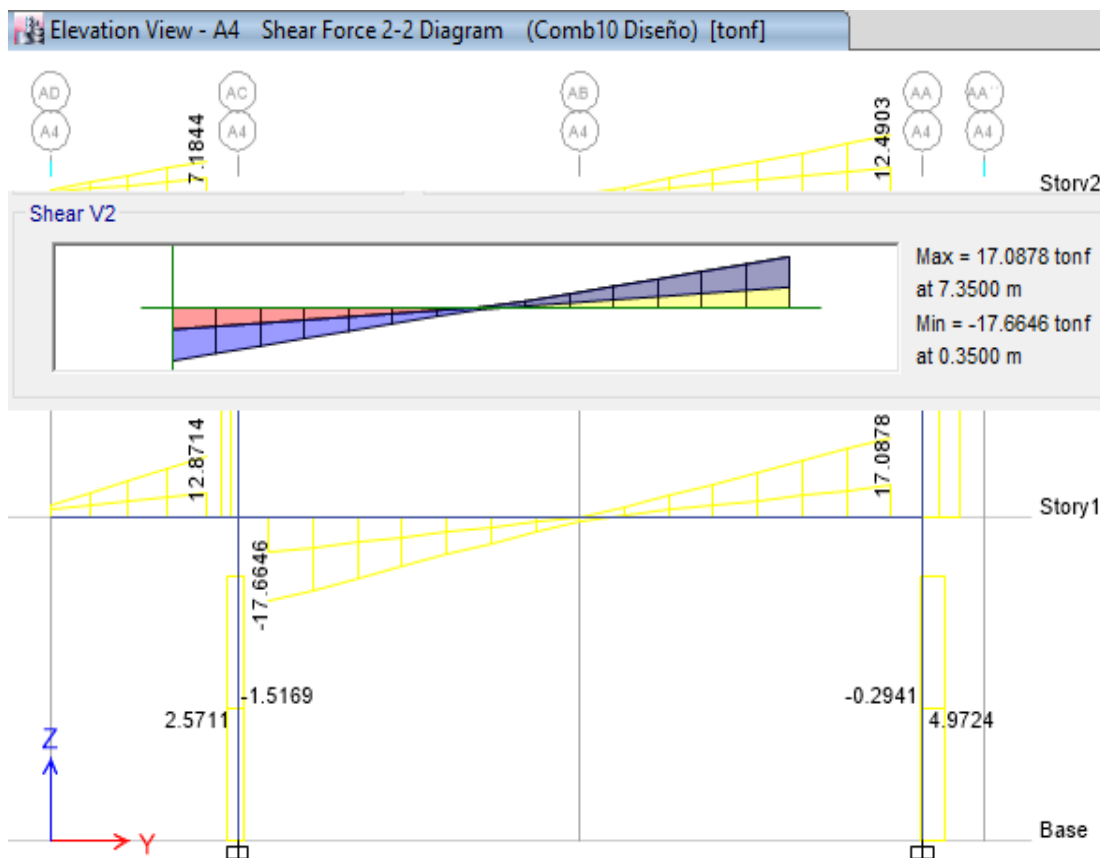 Elevation View - A4 Shear Force 2-2 Diagram (Comb10 Diseño) [tonf]
AD
AC
AB
AA
AA''
A4
A4
A4
A4
A4
7.1844
12.4903
Story2
Shear V2
Max = 17.0878 tonf
at 7.3500 m
Min = -17.6646 tonf
at 0.3500 m
12.8714
17.0878
Story1
-17.6646
-1.5169
-0.2941
2.5711
4.9724
Z
Y
Base